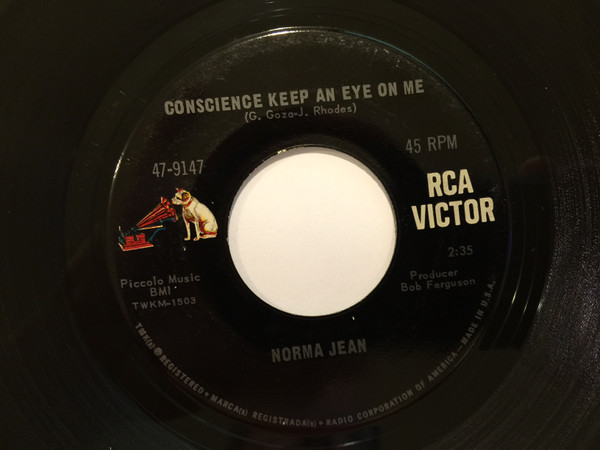 CONSCIENCE KEEP AN EYE ON ME
(G. Goza-J. Rhodes)
45 RPM
47-9147
RCA
VICTOR
2:35
Piccolo Music
BMI
TWKM-1503
Producer
Bob Ferguson
NORMA JEAN
TMK(s) ® REGISTERED • MARCA(s) REGISTRADA(s) • RADIO CORPORATION OF AMERICA - MADE IN U.S.A.